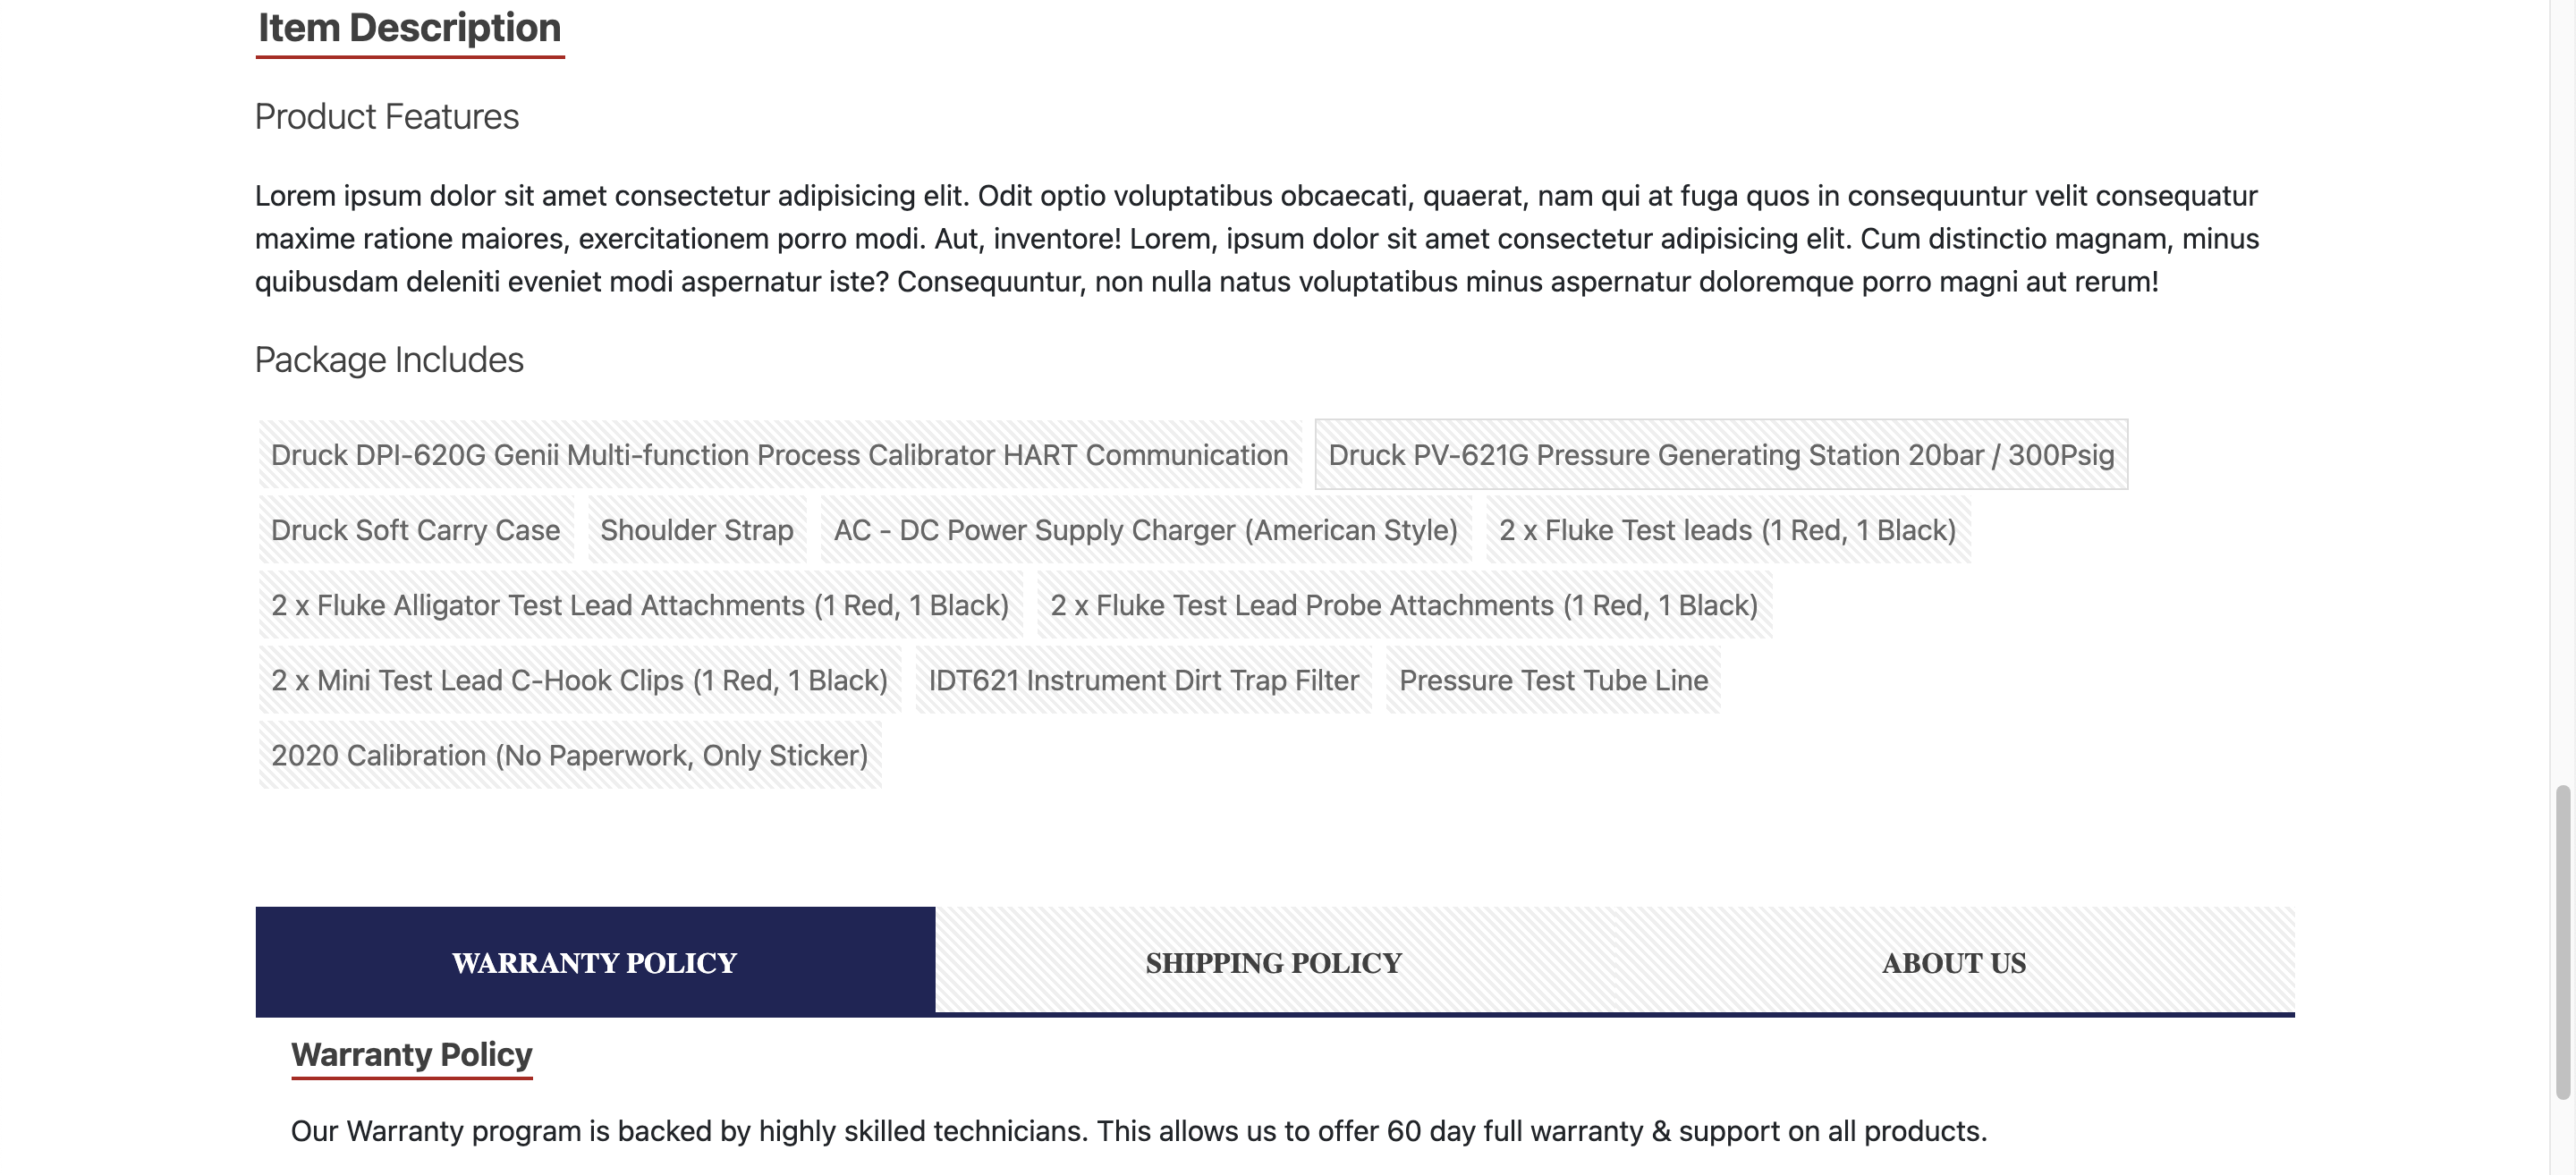 Item Description
Product Features
Lorem ipsum dolor sit amet consectetur adipisicing elit. Odit optio voluptatibus obcaecati, quaerat, nam qui at fuga quos in consequuntur velit consequatur
maxime ratione maiores, exercitationem porro modi. Aut, inventore! Lorem, ipsum dolor sit amet consectetur adipisicing elit. Cum distinctio magnam, minus
quibusdam deleniti eveniet modi aspernatur iste? Consequuntur, non nulla natus voluptatibus minus aspernatur doloremque porro magni aut rerum!
Package Includes
Druck DPI-620G Genii Multi-function Process Calibrator HART Communication Druck PV-621G Pressure Generating Station 20bar / 300Psig
Druck Soft Carry Case Shoulder Strap AC - DC Power Supply Charger (American Style) 2 x Fluke Test leads (1 Red, 1 Black)
2 x Fluke Alligator Test Lead Attachments (1 Red, 1 Black) 2 x Fluke Test Lead Probe Attachments (1 Red, 1 Black)
2 x Mini Test Lead C-Hook Clips (1 Red, 1 Black) IDT621 Instrument Dirt Trap Filter Pressure Test Tube Line
2020 Calibration (No Paperwork, Only Sticker)
WARRANTY POLICY SHIPPING POLICY ABOUT US
Warranty Policy
Our Warranty program is backed by highly skilled technicians. This allows us to offer 60 day full warranty & support on all products.